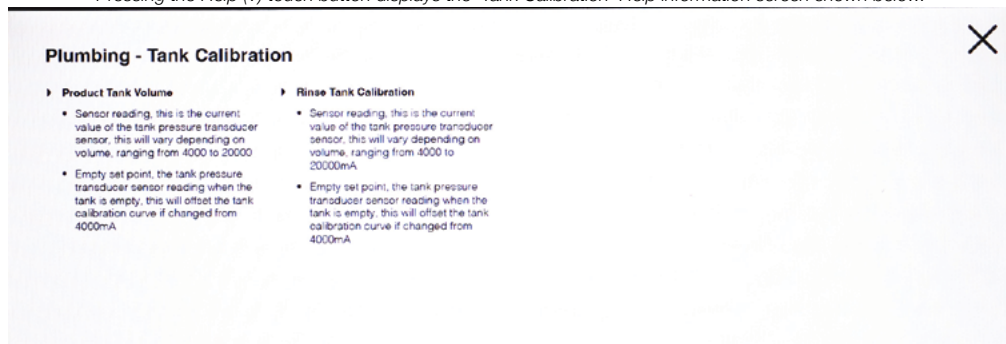 Pressing the Help (?) touch button displays the "Tank Calibration" Help information screen shown below.
Plumbing - Tank Calibration
Product Tank Volume
• Sensor reading, this is the current
value of the tank pressure transducer
sensor, this will vary depending on
volume, ranging from 4000 to 20000
• Empty set point, the tank pressure
transducer sensor reading when the
tank is empty, this will offset the tank
calibration curve if changed from
4000mA
Rinse Tank Calibration
• Sensor reading, this is the current
value of the tank pressure transducer
sensor, this will vary depending on
volume, ranging from 4000 to
20000mA
• Empty set point, the tank pressure
transducer sensor reading when the
tank is empty, this will offset the tank
calibration curve if changed from
4000mA